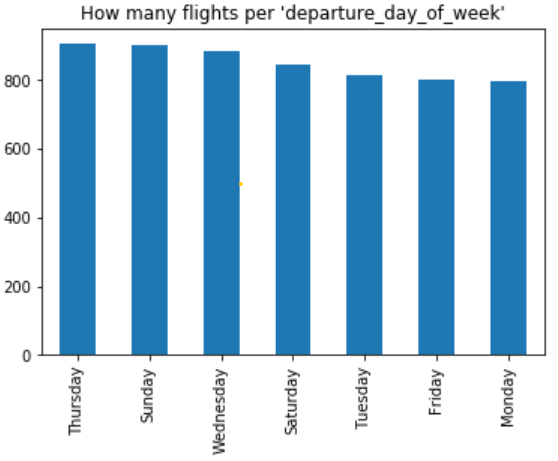 How many flights per 'departure_day_of_week'
800
600
400
200
0
Thursday
Sunday
Wednesday
Saturday
Tuesday
Friday
Monday